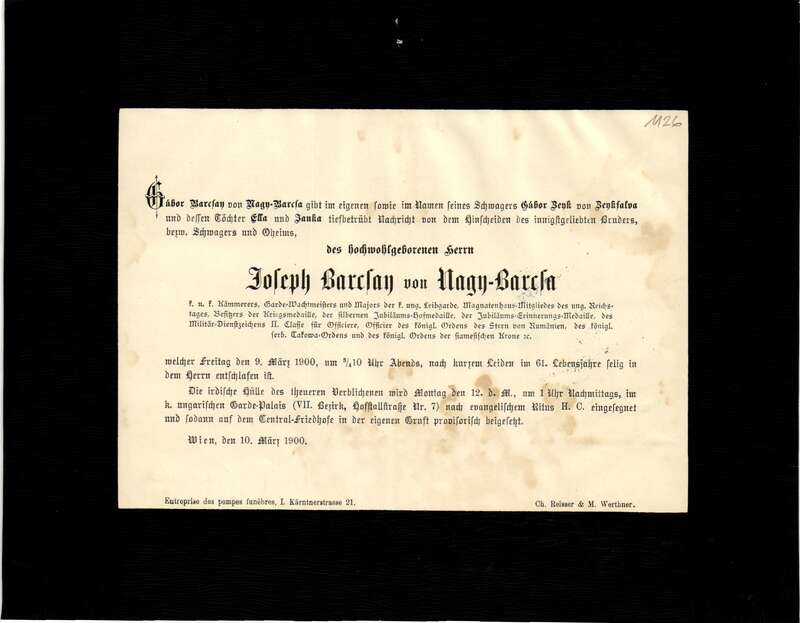 1126
Gábor Barcsay von Nagy-Barcsa gibt im eigenen sowie im Namen seines Schwagers Gábor Zeyk von Zeykfalva
und dessen Töchter Ella und Janka tiefbetrübt Nachricht von dem Hinscheiden des innigstgeliebten Bruders,
bezw. Schwagers und Oheims,
des hochwohlgeborenen Herrn
Joseph Barcsay von Nagy-Barcsa
k. u. k. Kämmerers, Garde-Wachtmeisters und Majors der k. ung. Leibgarde, Magnatenhaus-Mitgliedes des ung. Reichs-
tages, Besitzers der Kriegsmedaille, der silbernen Jubiläums-Hofmedaille, der Jubiläums-Erinnerungs-Medaille, des
Militär-Dienstzeichens II. Classe für Officiere, Officier des königl. Ordens des Stern von Rumänien, des königl.
serb. Takowa-Ordens und des königl. Ordens der siamesischen Krone ꝛc.
welcher Freitag den 9. März 1900, um ¾10 Uhr Abends, nach kurzem Leiden im 61. Lebensjahre selig in
dem Herrn entschlafen ist.
Die irdische Hülle des theueren Verblichenen wird Montag den 12. d. M., um 1 Uhr Nachmittags, im
k. ungarischen Garde-Palais (VII. Bezirk, Hofstallstraße Nr. 7) nach evangelischem Ritus H. C. eingesegnet
und sodann auf dem Central-Friedhofe in der eigenen Gruft provisorisch beigesetzt.
Wien, den 10. März 1900.
Entreprise des pompes funèbres, I. Kärntnerstrasse 21.
Ch. Reisser & M. Werthner.